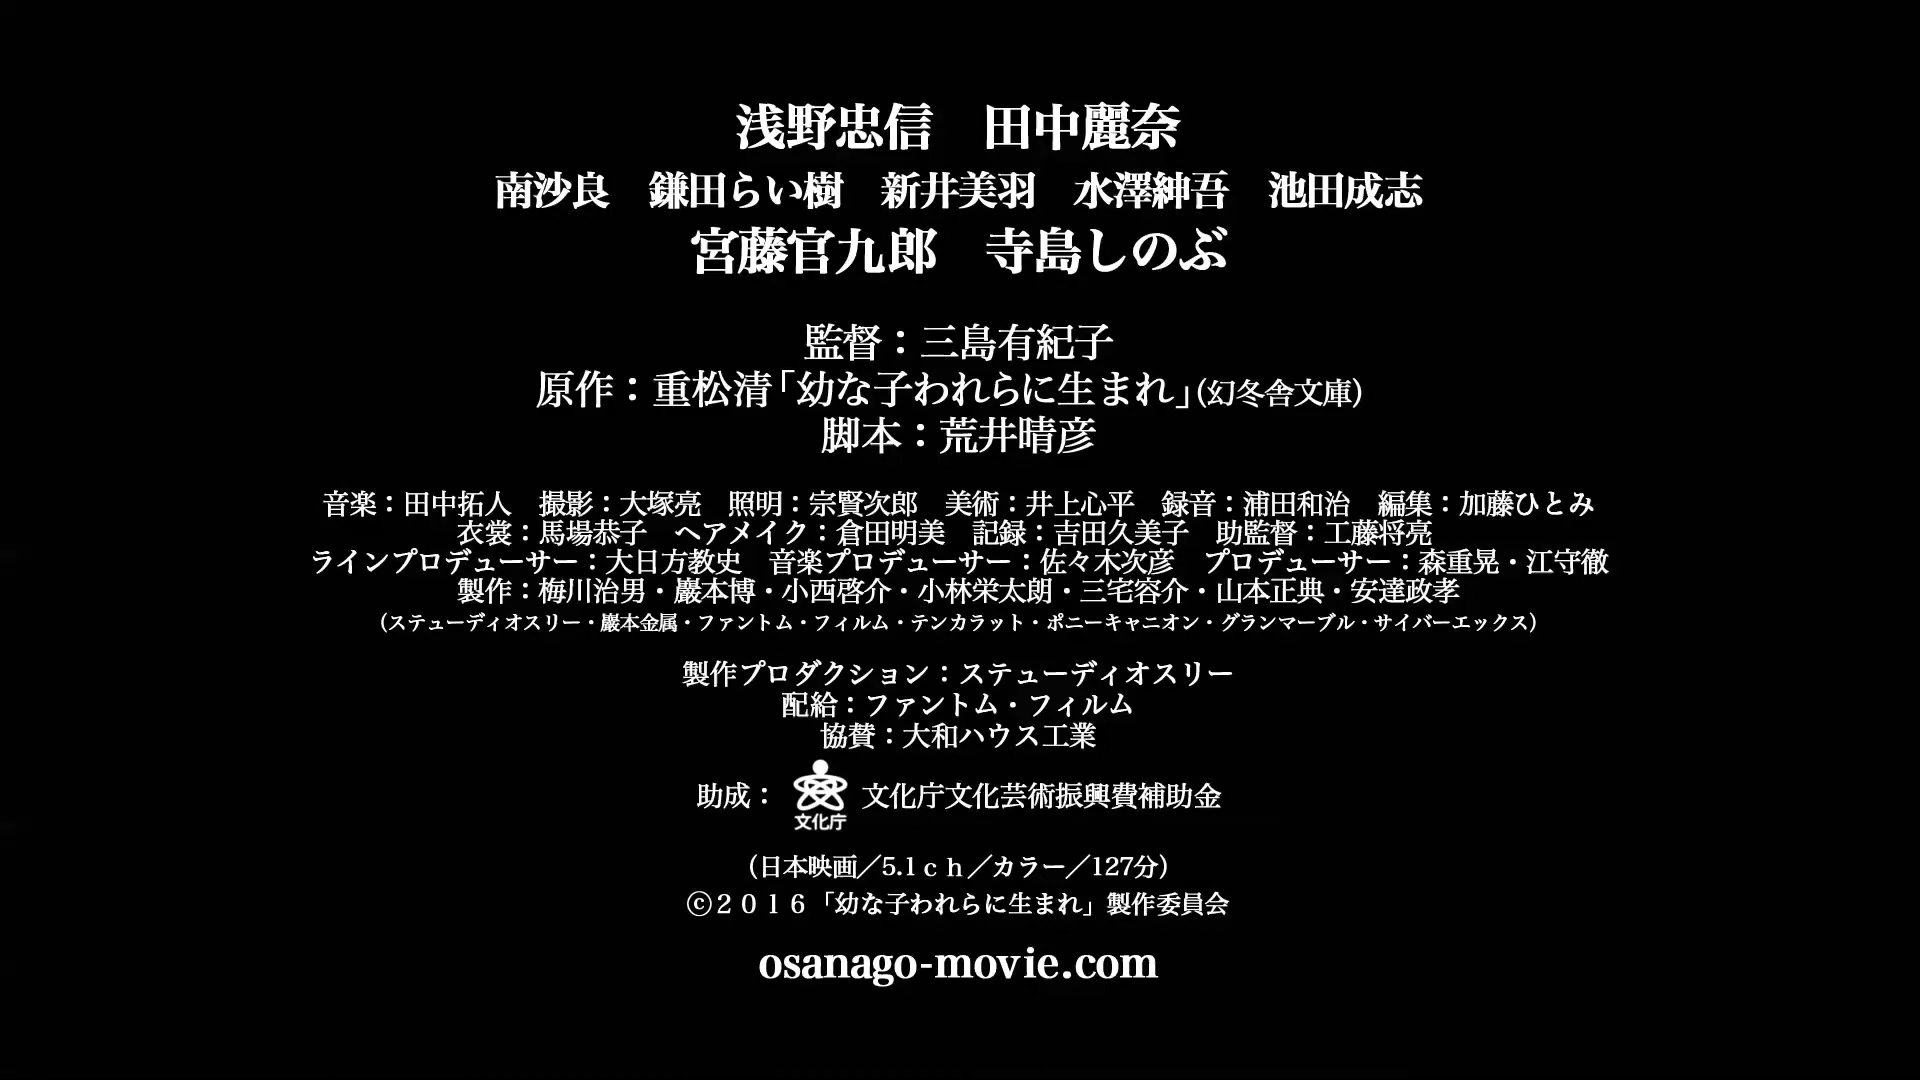 浅野忠信　田中麗奈
南沙良　鎌田らい樹　新井美羽　水澤紳吾　池田成志
宮藤官九郎　寺島しのぶ
監督：三島有紀子
原作：重松清「幼な子われらに生まれ」（幻冬舎文庫）
脚本：荒井晴彦
音楽：田中拓人　撮影：大塚亮　照明：宗賢次郎　美術：井上心平　録音：浦田和治　編集：加藤ひとみ
衣裳：馬場恭子　ヘアメイク：倉田明美　記録：吉田久美子　助監督：工藤将亮
ラインプロデューサー：大日方教史　音楽プロデューサー：佐々木次彦　プロデューサー：森重晃・江守徹
製作：梅川治男・巖本博・小西啓介・小林栄太朗・三宅容介・山本正典・安達政孝
（ステューディオスリー・巖本金属・ファントム・フィルム・テンカラット・ポニーキャニオン・グランマーブル・サイバーエックス）
製作プロダクション：ステューディオスリー
配給：ファントム・フィルム
協賛：大和ハウス工業
助成：　文化庁　文化庁文化芸術振興費補助金
（日本映画／5.1ｃｈ／カラー／127分）
©２０１６「幼な子われらに生まれ」製作委員会
osanago-movie.com